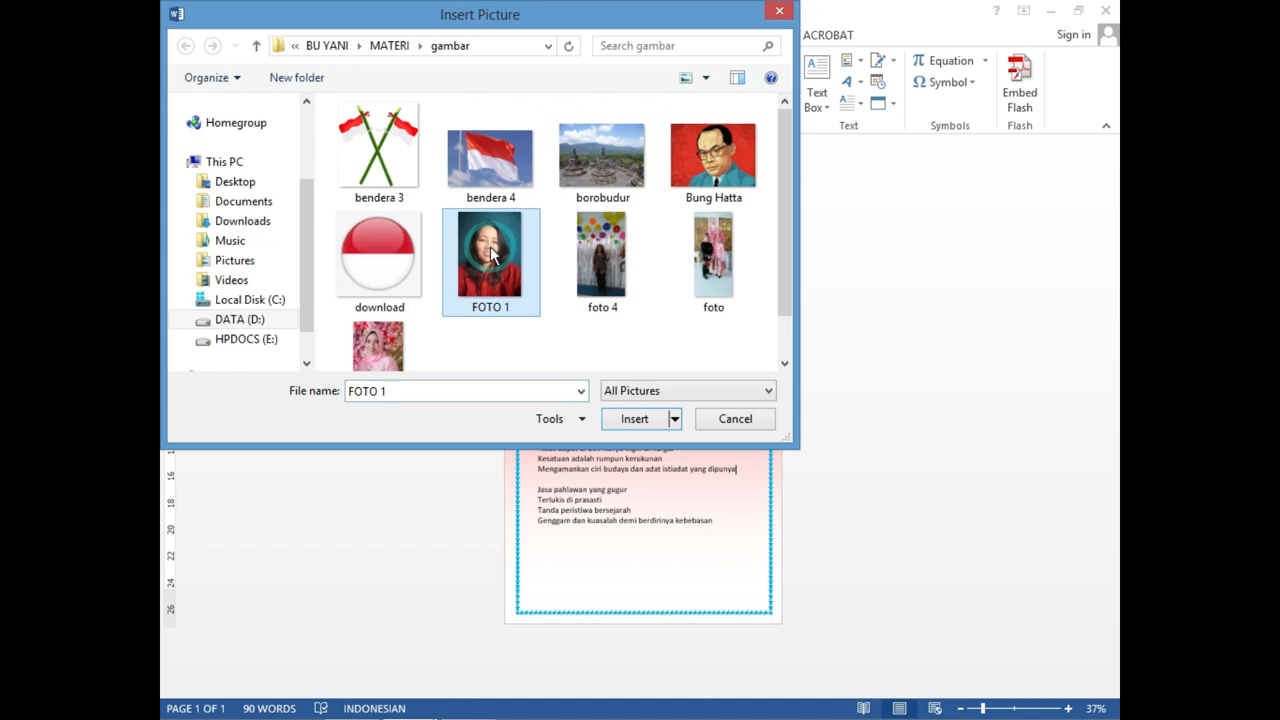 Insert Picture
BU YANI
MATERI
gambar
Search gambar
Organize
New folder
Homegroup
This PC
Desktop
Documents
Downloads
Music
Pictures
Videos
Local Disk (C:)
DATA (D:)
HPDOCS (E:)
bendera 3
bendera 4
borobudur
Bung Hatta
download
FOTO 1
foto 4
foto
File name:
FOTO 1
All Pictures
Tools
Insert
Cancel
ACROBAT
Sign in
Text
Box
Equation
Symbol
Embed
Flash
Text
Symbols
Flash
Kesatuan adalah rumpun kerukunan
Mengamankan ciri budaya dan adat istiadat yang dipunya
Jasa pahlawan yang gugur
Terlukis di prasasti
Tanda peristiwa bersejarah
Genggam dan kuasalah demi berdirinya kebebasan
16
18
20
22
24
26
PAGE 1 OF 1
90 WORDS
INDONESIAN
37%